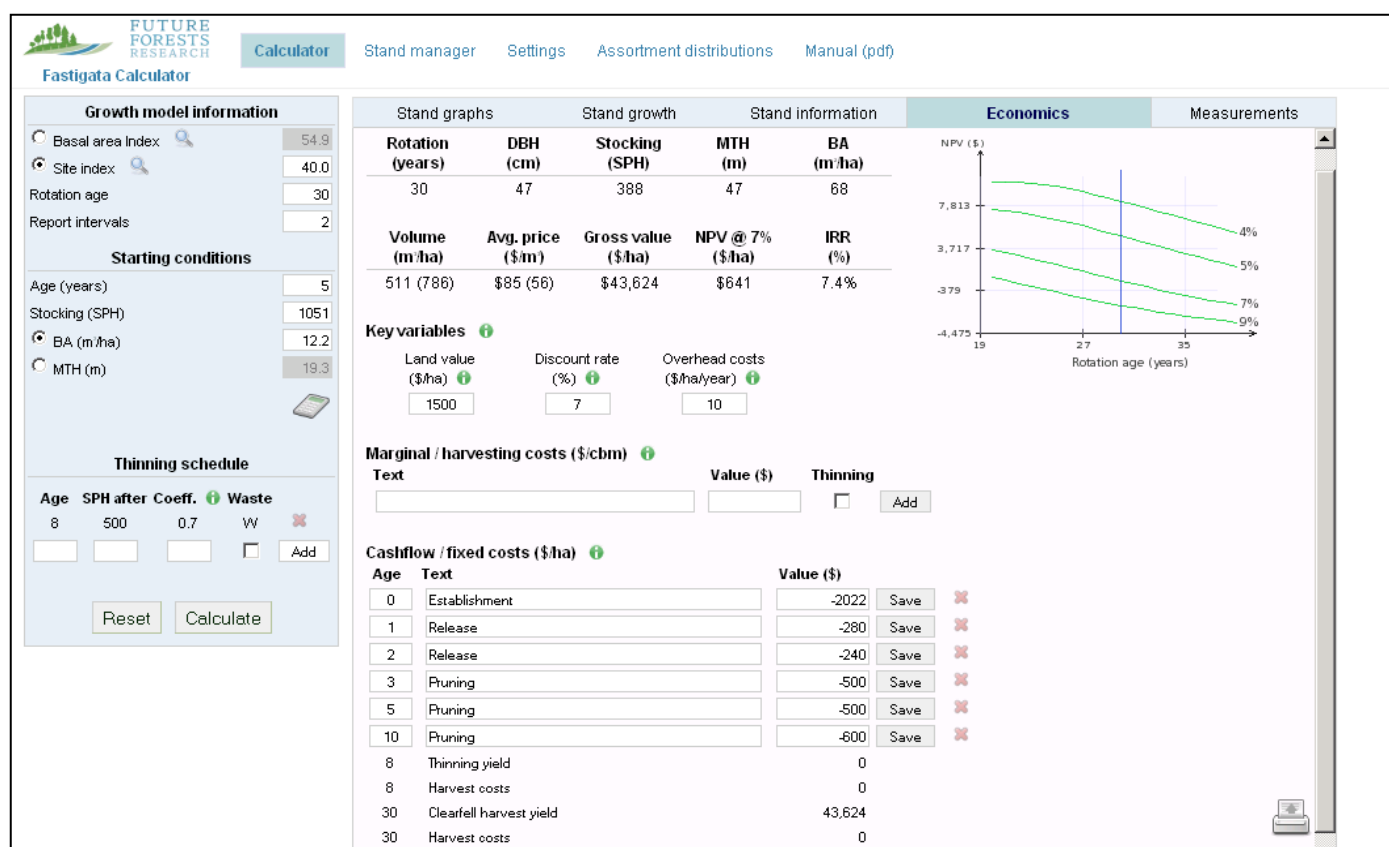 FUTURE
FORESTS
RESEARCH
Fastigata Calculator
Calculator Stand manager Settings Assortment distributions Manual (pdf)
Growth model information
Basal area Index 54.9
Site index 40.0
Rotation age 30
Report intervals 2
Starting conditions
Age (years) 5
Stocking (SPH) 1051
BA (m²/ha) 12.2
MTH (m) 19.3
Thinning schedule
Age SPH after Coeff. Waste
8 500 0.7 W
Add
Reset Calculate
Stand graphs Stand growth Stand information Economics Measurements
Rotation DBH Stocking MTH BA
(years) (cm) (SPH) (m) (m²/ha)
30 47 388 47 68
Volume Avg. price Gross value NPV @ 7% IRR
(m³/ha) ($/m³) ($/ha) ($/ha) (%)
511 (786) $85 (56) $43,624 $641 7.4%
NPV ($)
7,813
3,717
-379
-4,475
19 27 35
Rotation age (years)
4%
5%
7%
9%
Key variables
Land value Discount rate Overhead costs
($/ha) (%) ($/ha/year)
1500 7 10
Marginal / harvesting costs ($/cbm)
Text Value ($) Thinning
Add
Cashflow / fixed costs ($/ha)
Age Text Value ($)
0 Establishment -2022 Save
1 Release -280 Save
2 Release -240 Save
3 Pruning -500 Save
5 Pruning -500 Save
10 Pruning -600 Save
8 Thinning yield 0
8 Harvest costs 0
30 Clearfell harvest yield 43,624
30 Harvest costs 0